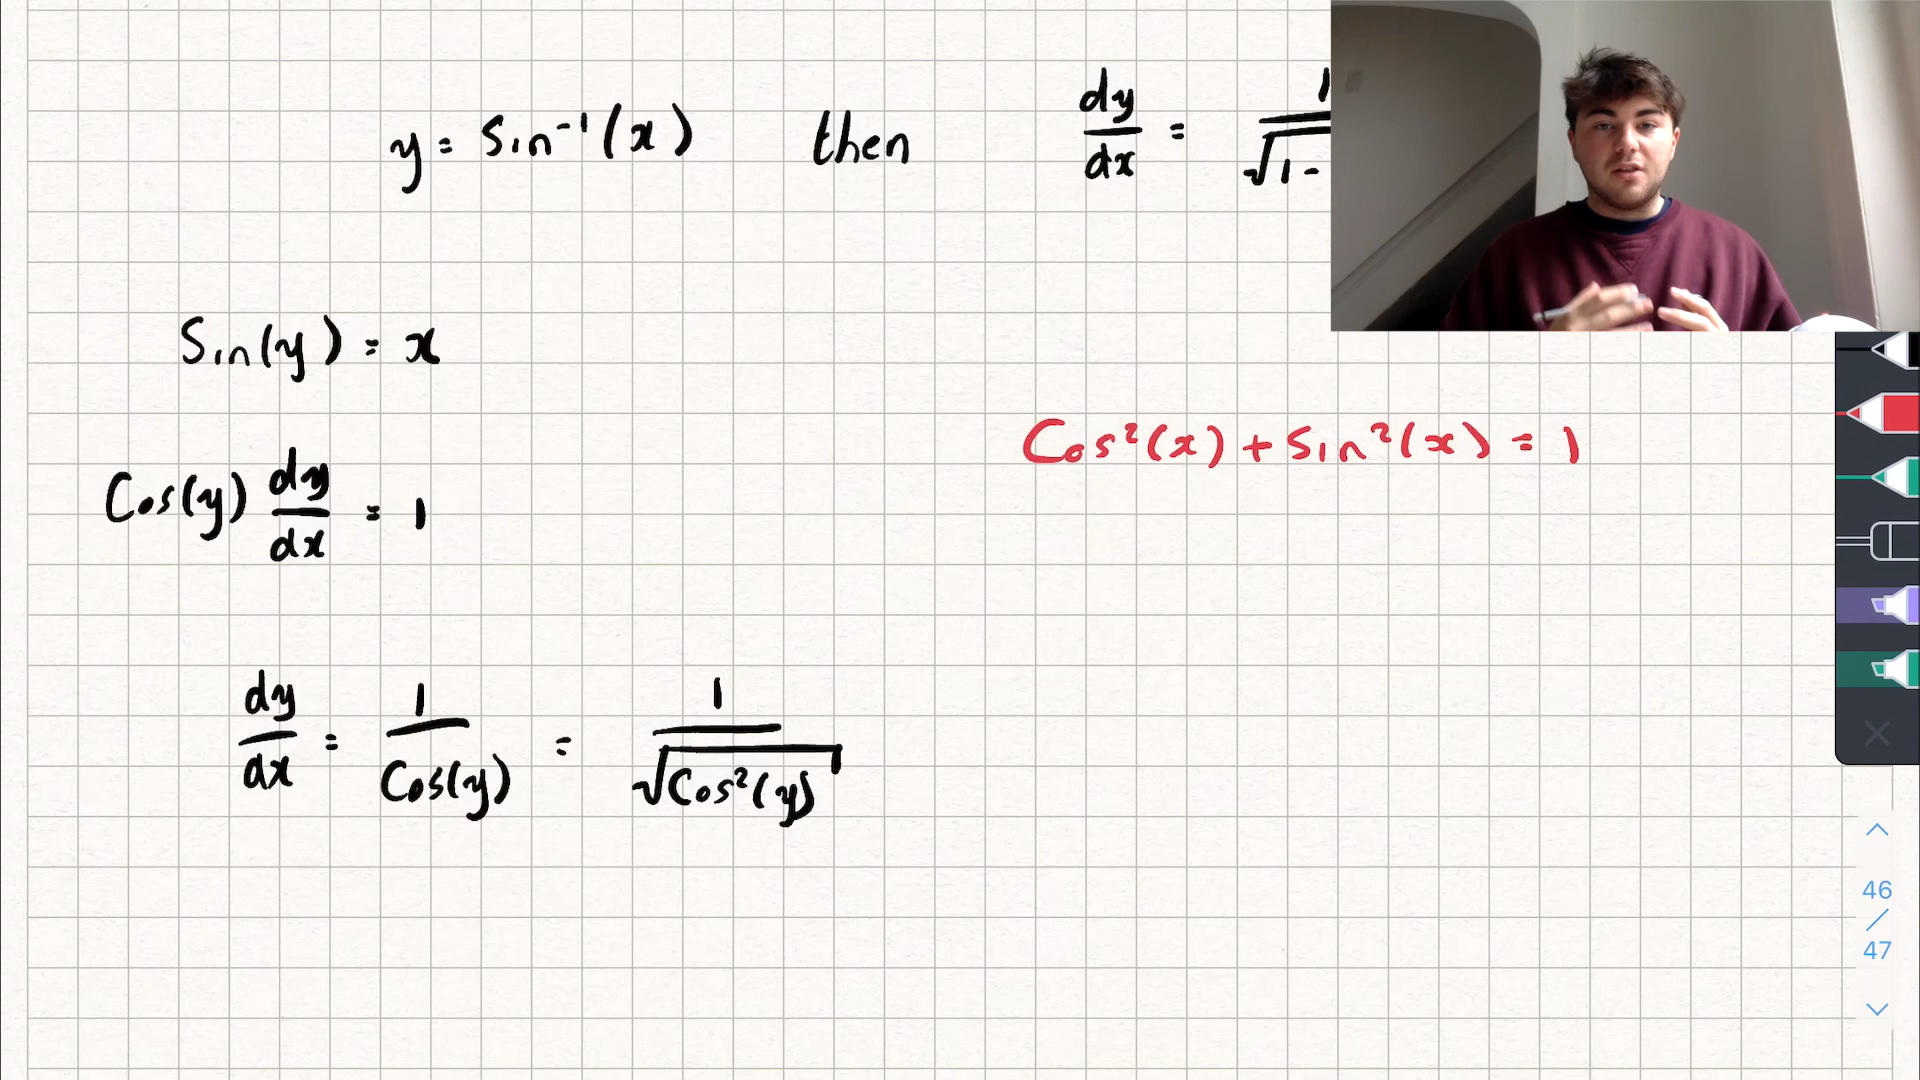 y = Sin⁻¹(x) then dy/dx = 1/√1-
Sin(y) = x
Cos²(x) + Sin²(x) = 1
Cos(y) dy/dx = 1
dy/dx = 1/Cos(y) = 1/√Cos²(y)
46
/
47